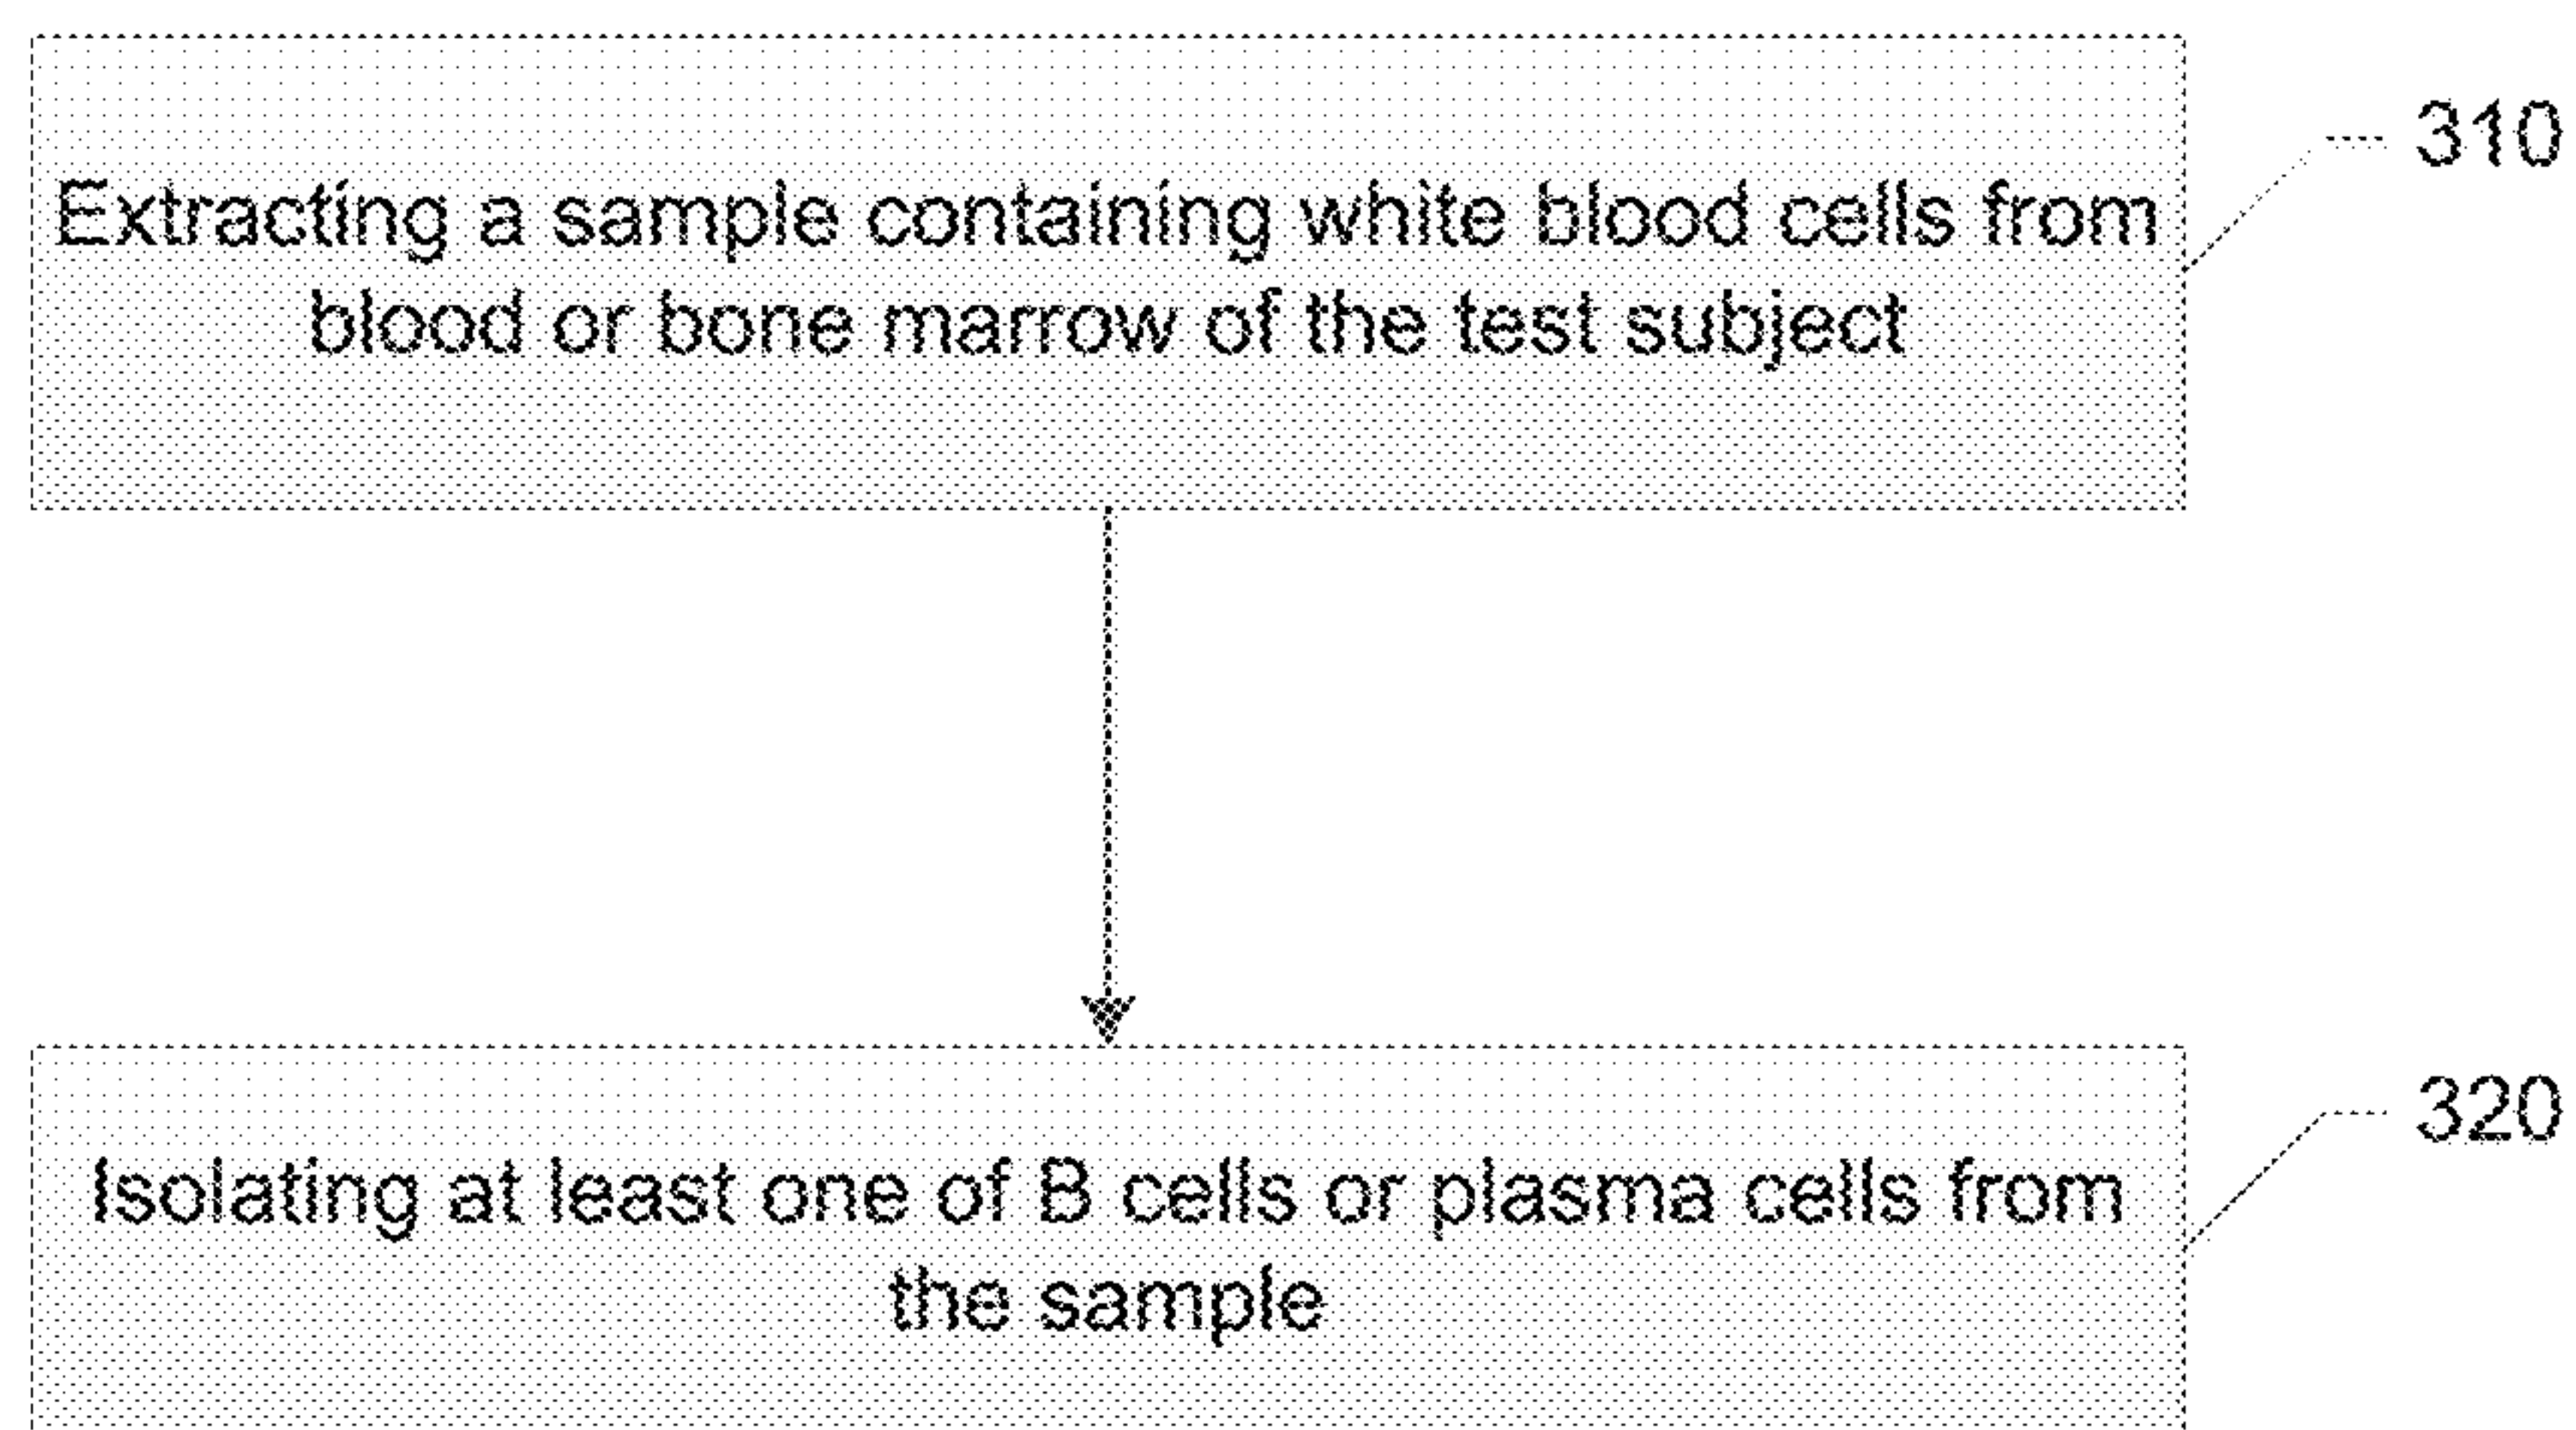 310
Extracting a sample containing white blood cells from
blood or bone marrow of the test subject
320
Isolating at least one of B cells or plasma cells from
the sample